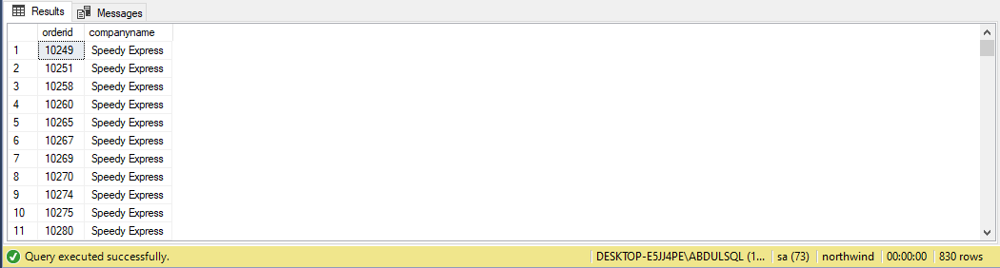 Results Messages
orderid companyname
1 10249 Speedy Express
2 10251 Speedy Express
3 10258 Speedy Express
4 10260 Speedy Express
5 10265 Speedy Express
6 10267 Speedy Express
7 10269 Speedy Express
8 10270 Speedy Express
9 10274 Speedy Express
10 10275 Speedy Express
11 10280 Speedy Express
Query executed successfully. DESKTOP-E5JJ4PE\ABDULSQL (1... sa (73) northwind 00:00:00 830 rows